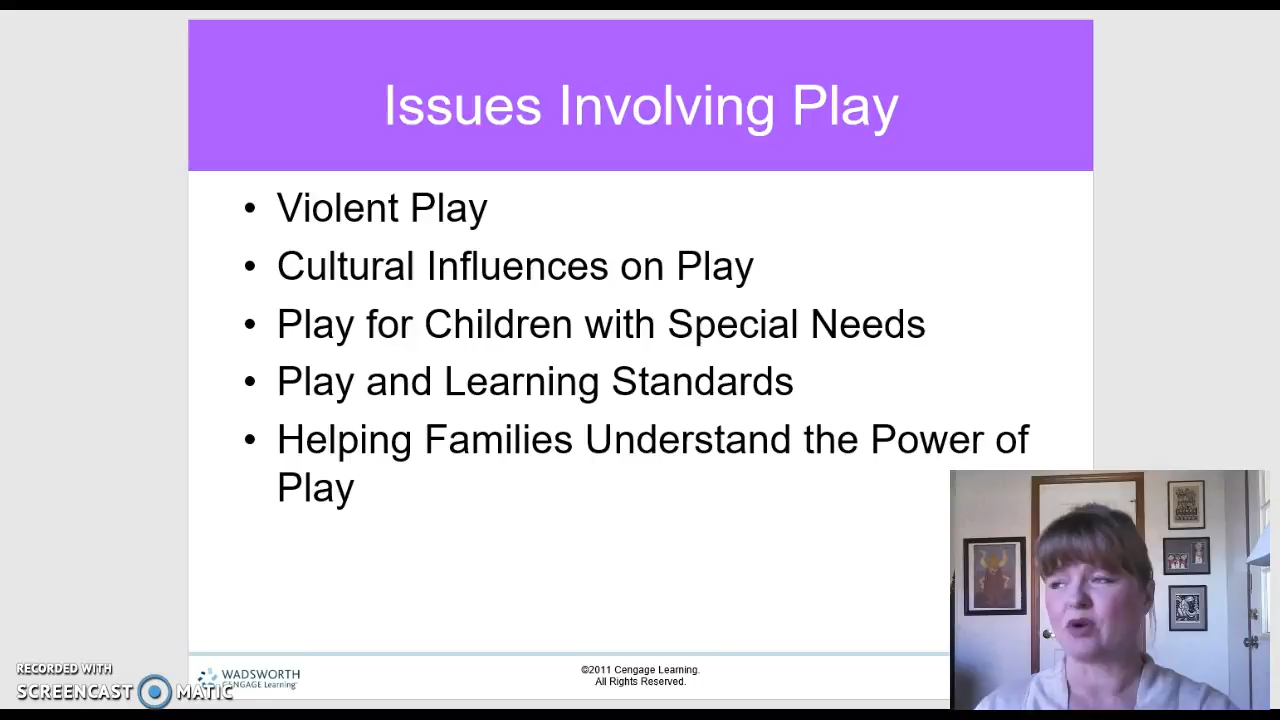 Issues Involving Play
• Violent Play
• Cultural Influences on Play
• Play for Children with Special Needs
• Play and Learning Standards
• Helping Families Understand the Power of
Play
WADSWORTH
CENGAGE Learning™
©2011 Cengage Learning.
All Rights Reserved.
RECORDED WITH
SCREENCAST MATIC